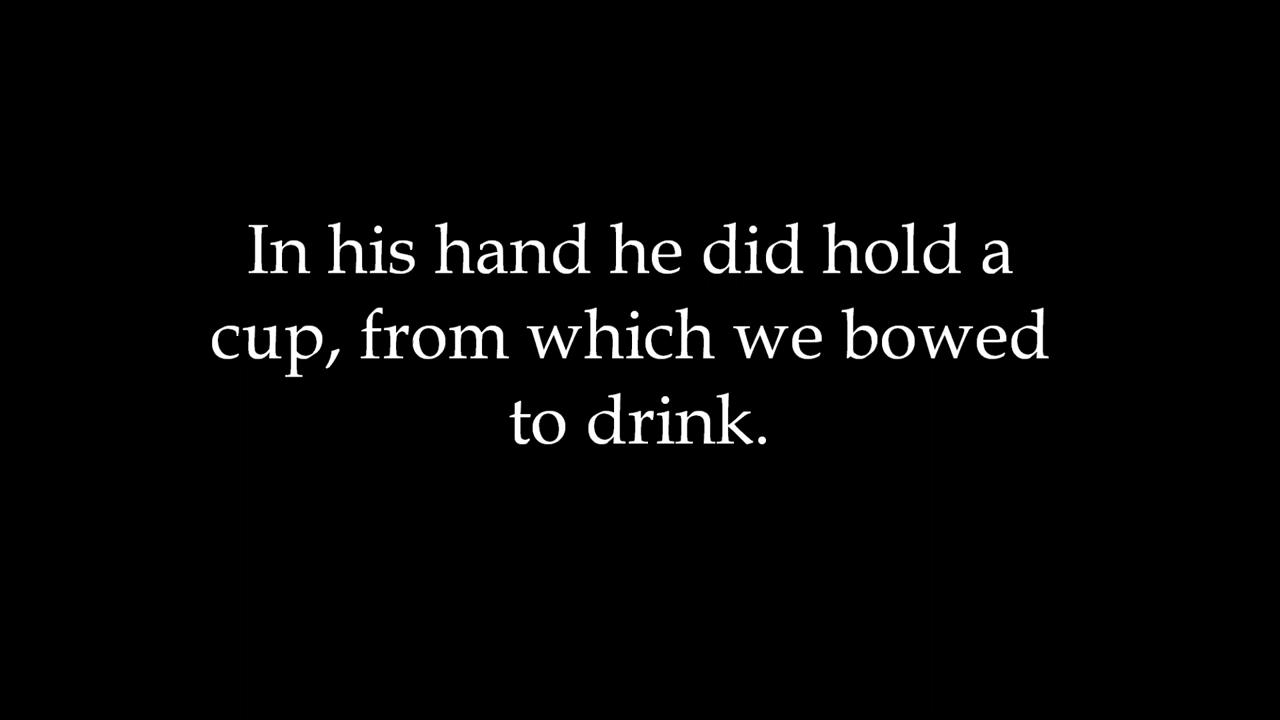 In his hand he did hold a
cup, from which we bowed
to drink.